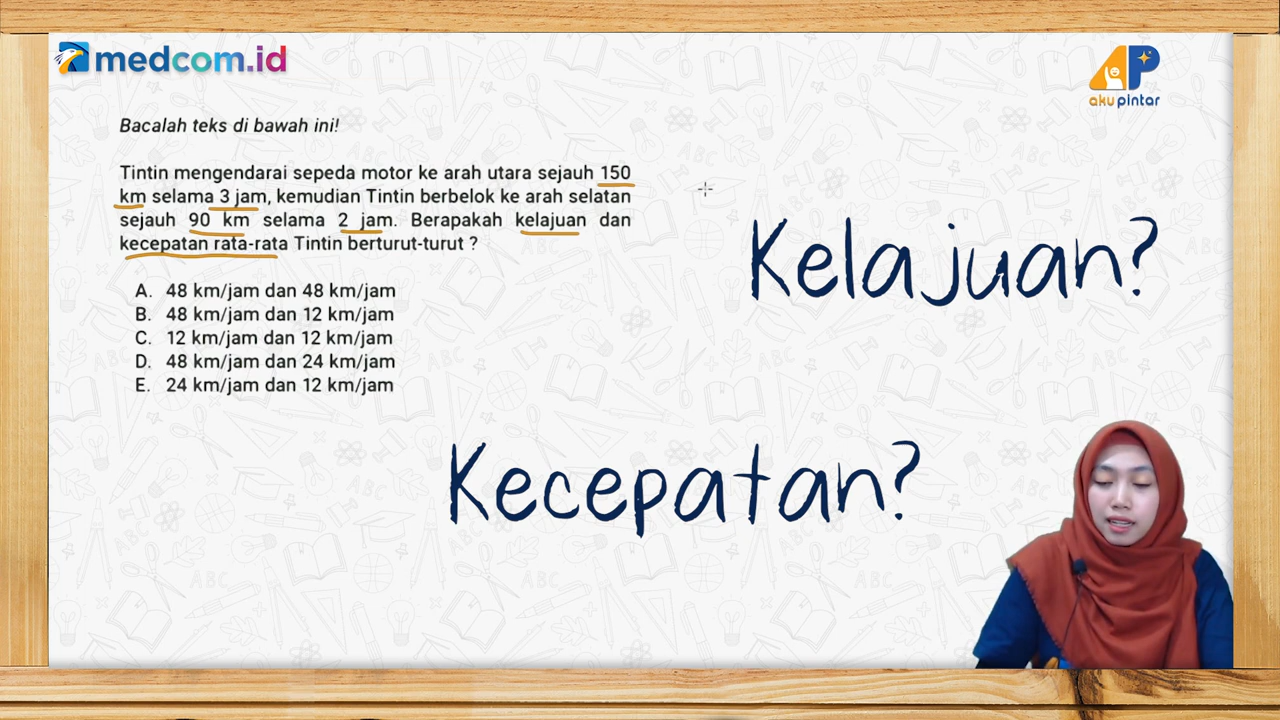 medcom.id
aku pintar
Bacalah teks di bawah ini!
Tintin mengendarai sepeda motor ke arah utara sejauh 150
km selama 3 jam, kemudian Tintin berbelok ke arah selatan
sejauh 90 km selama 2 jam. Berapakah kelajuan dan
kecepatan rata-rata Tintin berturut-turut ?
A. 48 km/jam dan 48 km/jam
B. 48 km/jam dan 12 km/jam
C. 12 km/jam dan 12 km/jam
D. 48 km/jam dan 24 km/jam
E. 24 km/jam dan 12 km/jam
Kelajuan?
Kecepatan?